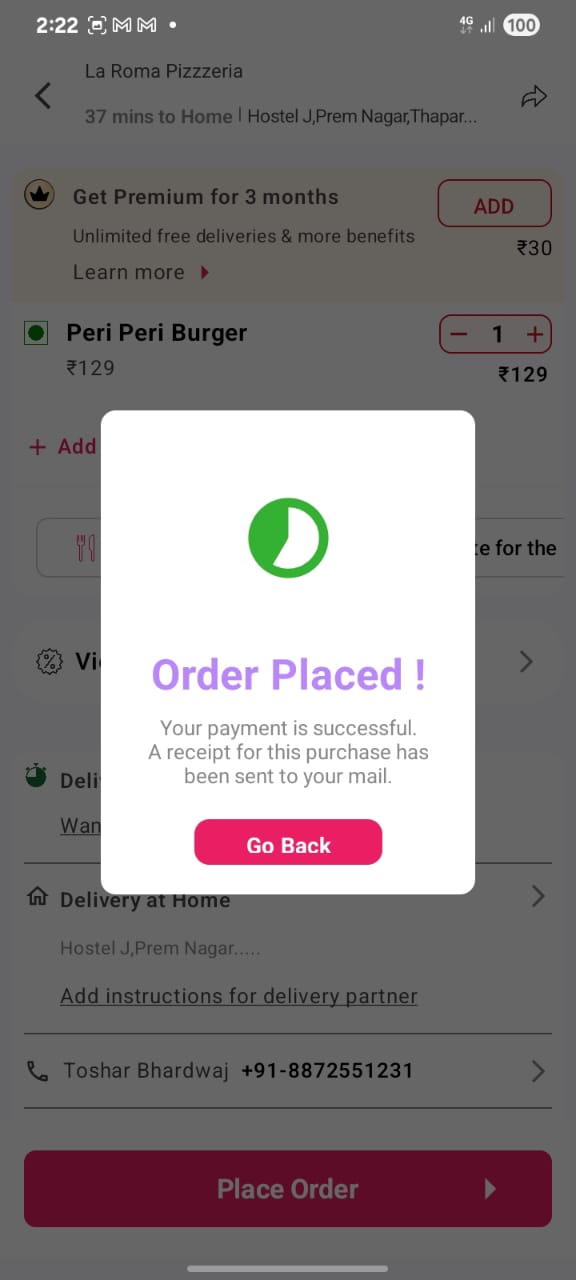 2:22
4G 100
La Roma Pizzzeria
37 mins to Home | Hostel J,Prem Nagar,Thapar...
Get Premium for 3 months
ADD
Unlimited free deliveries & more benefits
₹30
Learn more
Peri Peri Burger
1
₹129
₹129
+ Add
te for the
Vi
Order Placed !
Your payment is successful.
A receipt for this purchase has
been sent to your mail.
Deli
Wan
Go Back
Delivery at Home
Hostel J,Prem Nagar.....
Add instructions for delivery partner
Toshar Bhardwaj +91-8872551231
Place Order